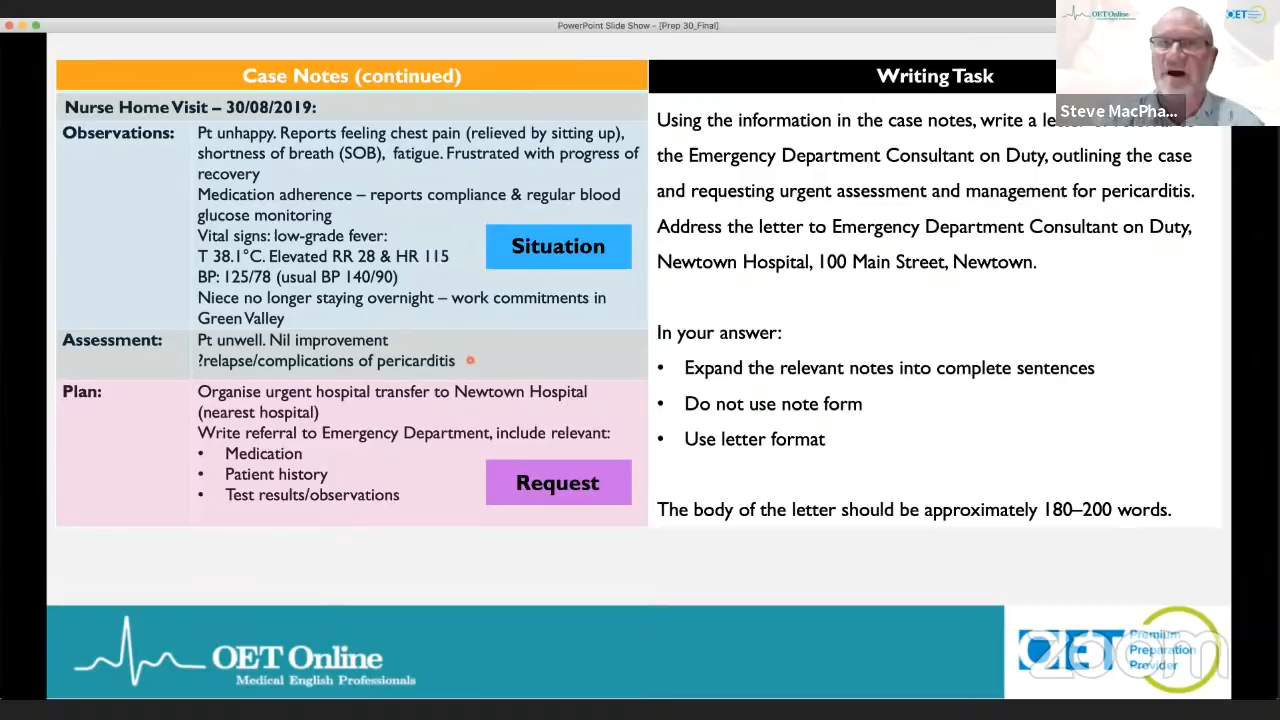 PowerPoint Slide Show - [Prep 30_Final]
OET Online
OET
Steve MacPha...
Case Notes (continued)
Nurse Home Visit – 30/08/2019:
Observations:
Pt unhappy. Reports feeling chest pain (relieved by sitting up),
shortness of breath (SOB), fatigue. Frustrated with progress of
recovery
Medication adherence – reports compliance & regular blood
glucose monitoring
Vital signs: low-grade fever:
T 38.1°C. Elevated RR 28 & HR 115
BP: 125/78 (usual BP 140/90)
Niece no longer staying overnight – work commitments in
Green Valley
Situation
Assessment:
Pt unwell. Nil improvement
?relapse/complications of pericarditis
Plan:
Organise urgent hospital transfer to Newtown Hospital
(nearest hospital)
Write referral to Emergency Department, include relevant:
• Medication
• Patient history
• Test results/observations
Request
Writing Task
Using the information in the case notes, write a
the Emergency Department Consultant on Duty, outlining the case
and requesting urgent assessment and management for pericarditis.
Address the letter to Emergency Department Consultant on Duty,
Newtown Hospital, 100 Main Street, Newtown.
In your answer:
• Expand the relevant notes into complete sentences
• Do not use note form
• Use letter format
The body of the letter should be approximately 180–200 words.
OET Online
Medical English Professionals
OET
Premium
Preparation
Provider
zoom